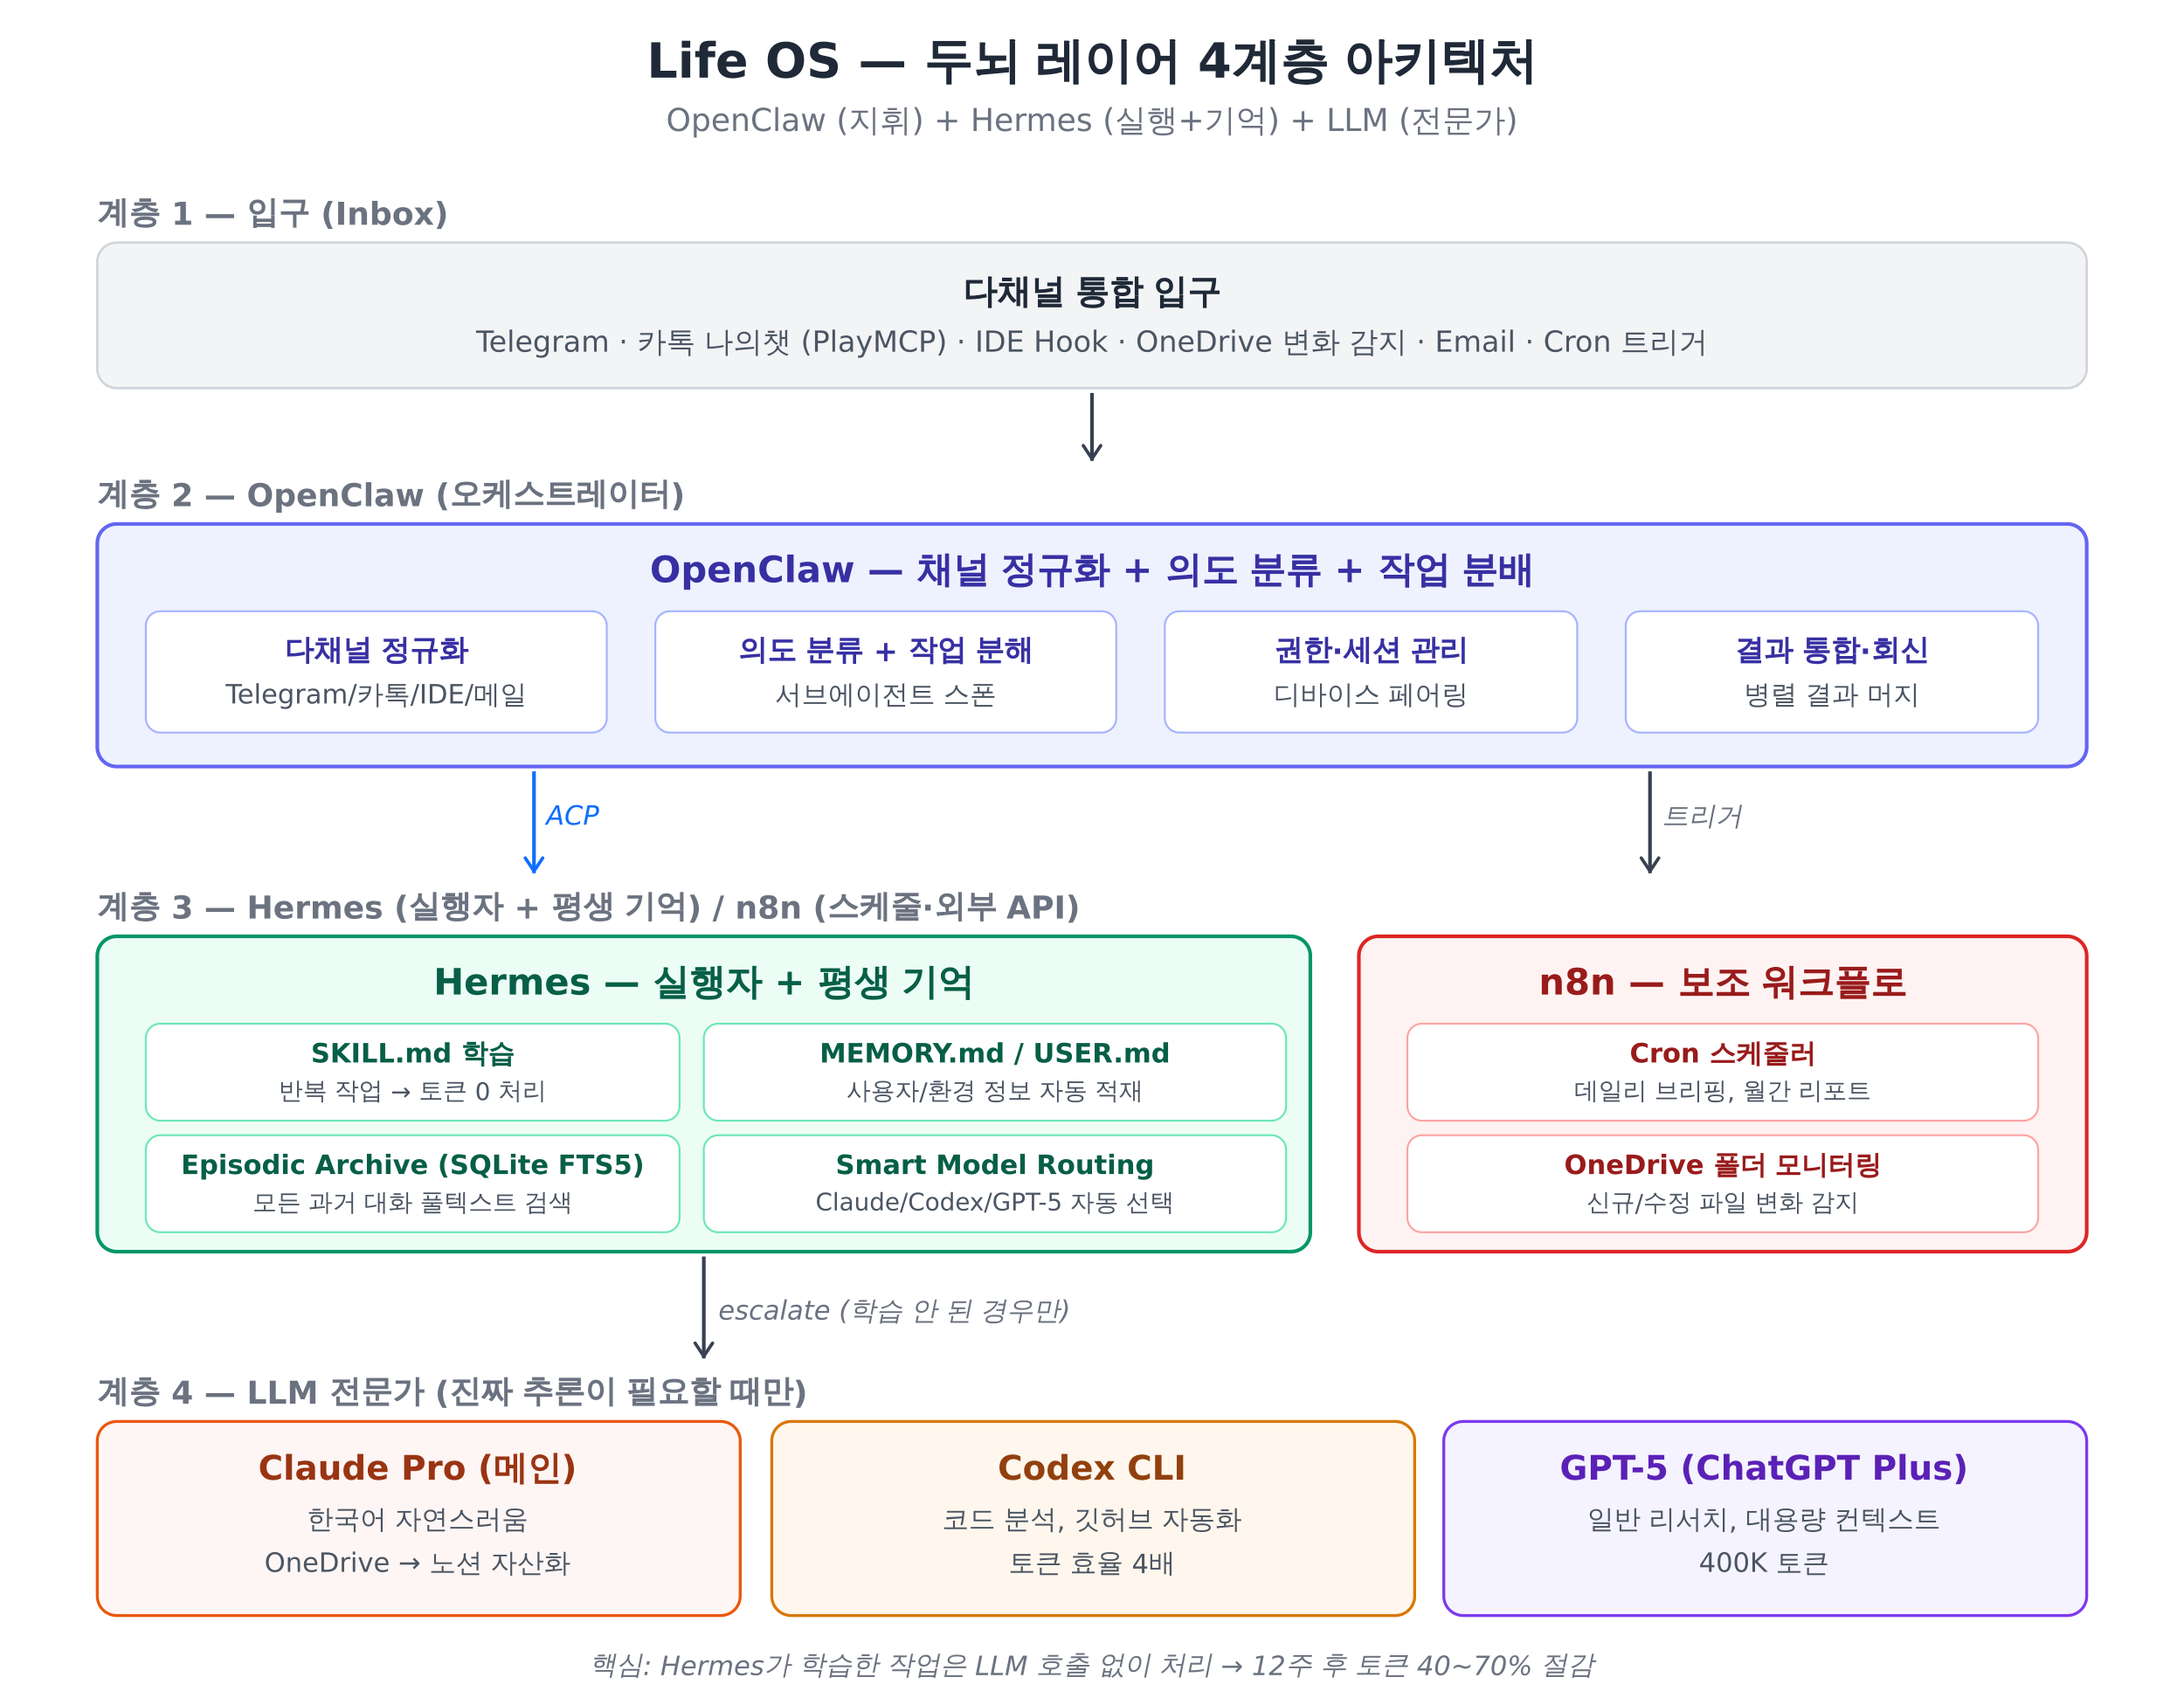 Life OS — 두뇌 레이어 4계층 아키텍처
OpenClaw (지휘) + Hermes (실행+기억) + LLM (전문가)
계층 1 — 입구 (Inbox)
다채널 통합 입구
Telegram · 카톡 나의챗 (PlayMCP) · IDE Hook · OneDrive 변화 감지 · Email · Cron 트리거
계층 2 — OpenClaw (오케스트레이터)
OpenClaw — 채널 정규화 + 의도 분류 + 작업 분배
다채널 정규화
Telegram/카톡/IDE/메일
의도 분류 + 작업 분해
서브에이전트 스폰
권한·세션 관리
디바이스 페어링
결과 통합·회신
병렬 결과 머지
ACP
트리거
계층 3 — Hermes (실행자 + 평생 기억) / n8n (스케줄·외부 API)
Hermes — 실행자 + 평생 기억
SKILL.md 학습
반복 작업 → 토큰 0 처리
MEMORY.md / USER.md
사용자/환경 정보 자동 적재
Episodic Archive (SQLite FTS5)
모든 과거 대화 풀텍스트 검색
Smart Model Routing
Claude/Codex/GPT-5 자동 선택
n8n — 보조 워크플로
Cron 스케줄러
데일리 브리핑, 월간 리포트
OneDrive 폴더 모니터링
신규/수정 파일 변화 감지
escalate (학습 안 된 경우만)
계층 4 — LLM 전문가 (진짜 추론이 필요할 때만)
Claude Pro (메인)
한국어 자연스러움
OneDrive → 노션 자산화
Codex CLI
코드 분석, 깃허브 자동화
토큰 효율 4배
GPT-5 (ChatGPT Plus)
일반 리서치, 대용량 컨텍스트
400K 토큰
핵심: Hermes가 학습한 작업은 LLM 호출 없이 처리 → 12주 후 토큰 40~70% 절감